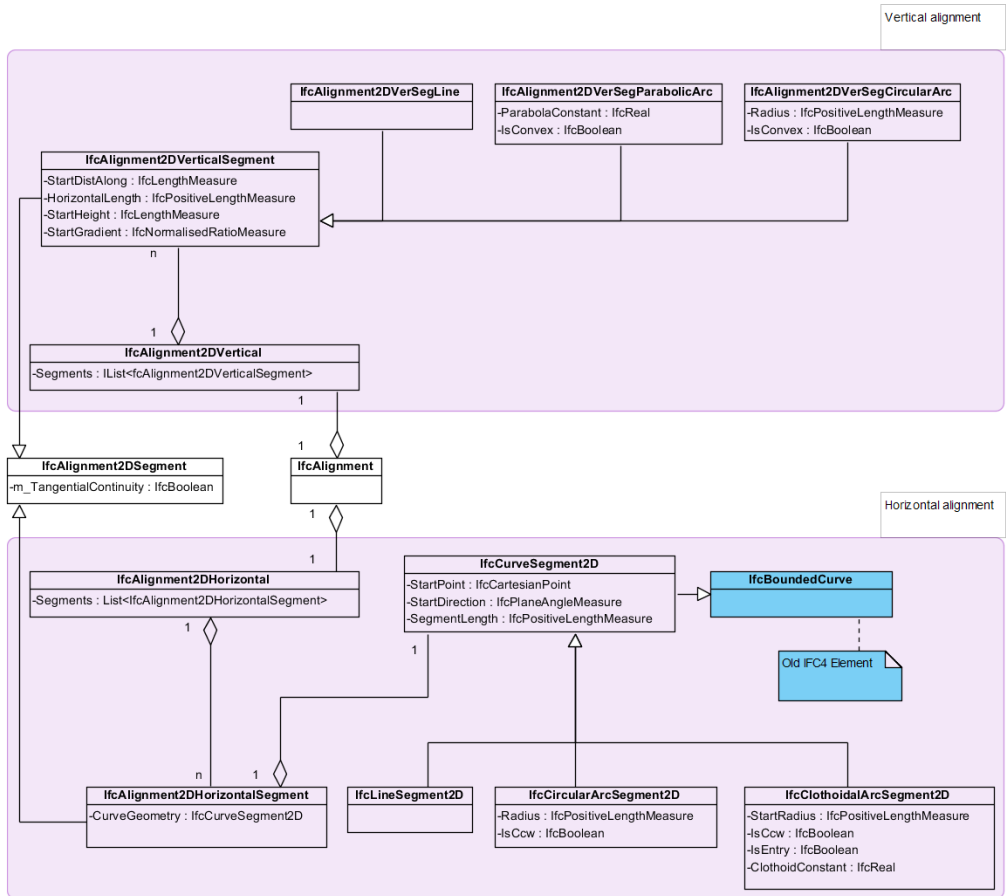 Vertical alignment
IfcAlignment2DVerSegLine
IfcAlignment2DVerSegParabolicArc
-ParabolaConstant : IfcReal
-IsConvex : IfcBoolean
IfcAlignment2DVerSegCircularArc
-Radius : IfcPositiveLengthMeasure
-IsConvex : IfcBoolean
IfcAlignment2DVerticalSegment
-StartDistAlong : IfcLengthMeasure
-HorizontalLength : IfcPositiveLengthMeasure
-StartHeight : IfcLengthMeasure
-StartGradient : IfcNormalisedRatioMeasure
n
1
IfcAlignment2DVertical
-Segments : IList<fcAlignment2DVerticalSegment>
1
1
IfcAlignment2DSegment
-m_TangentialContinuity : IfcBoolean
IfcAlignment
1
1
Horizontal alignment
IfcAlignment2DHorizontal
-Segments : List<IfcAlignment2DHorizontalSegment>
1
IfcCurveSegment2D
-StartPoint : IfcCartesianPoint
-StartDirection : IfcPlaneAngleMeasure
-SegmentLength : IfcPositiveLengthMeasure
1
IfcBoundedCurve
Old IFC4 Element
n
1
IfcAlignment2DHorizontalSegment
-CurveGeometry : IfcCurveSegment2D
IfcLineSegment2D
IfcCircularArcSegment2D
-Radius : IfcPositiveLengthMeasure
-IsCcw : IfcBoolean
IfcClothoidalArcSegment2D
-StartRadius : IfcPositiveLengthMeasure
-IsCcw : IfcBoolean
-IsEntry : IfcBoolean
-ClothoidConstant : IfcReal